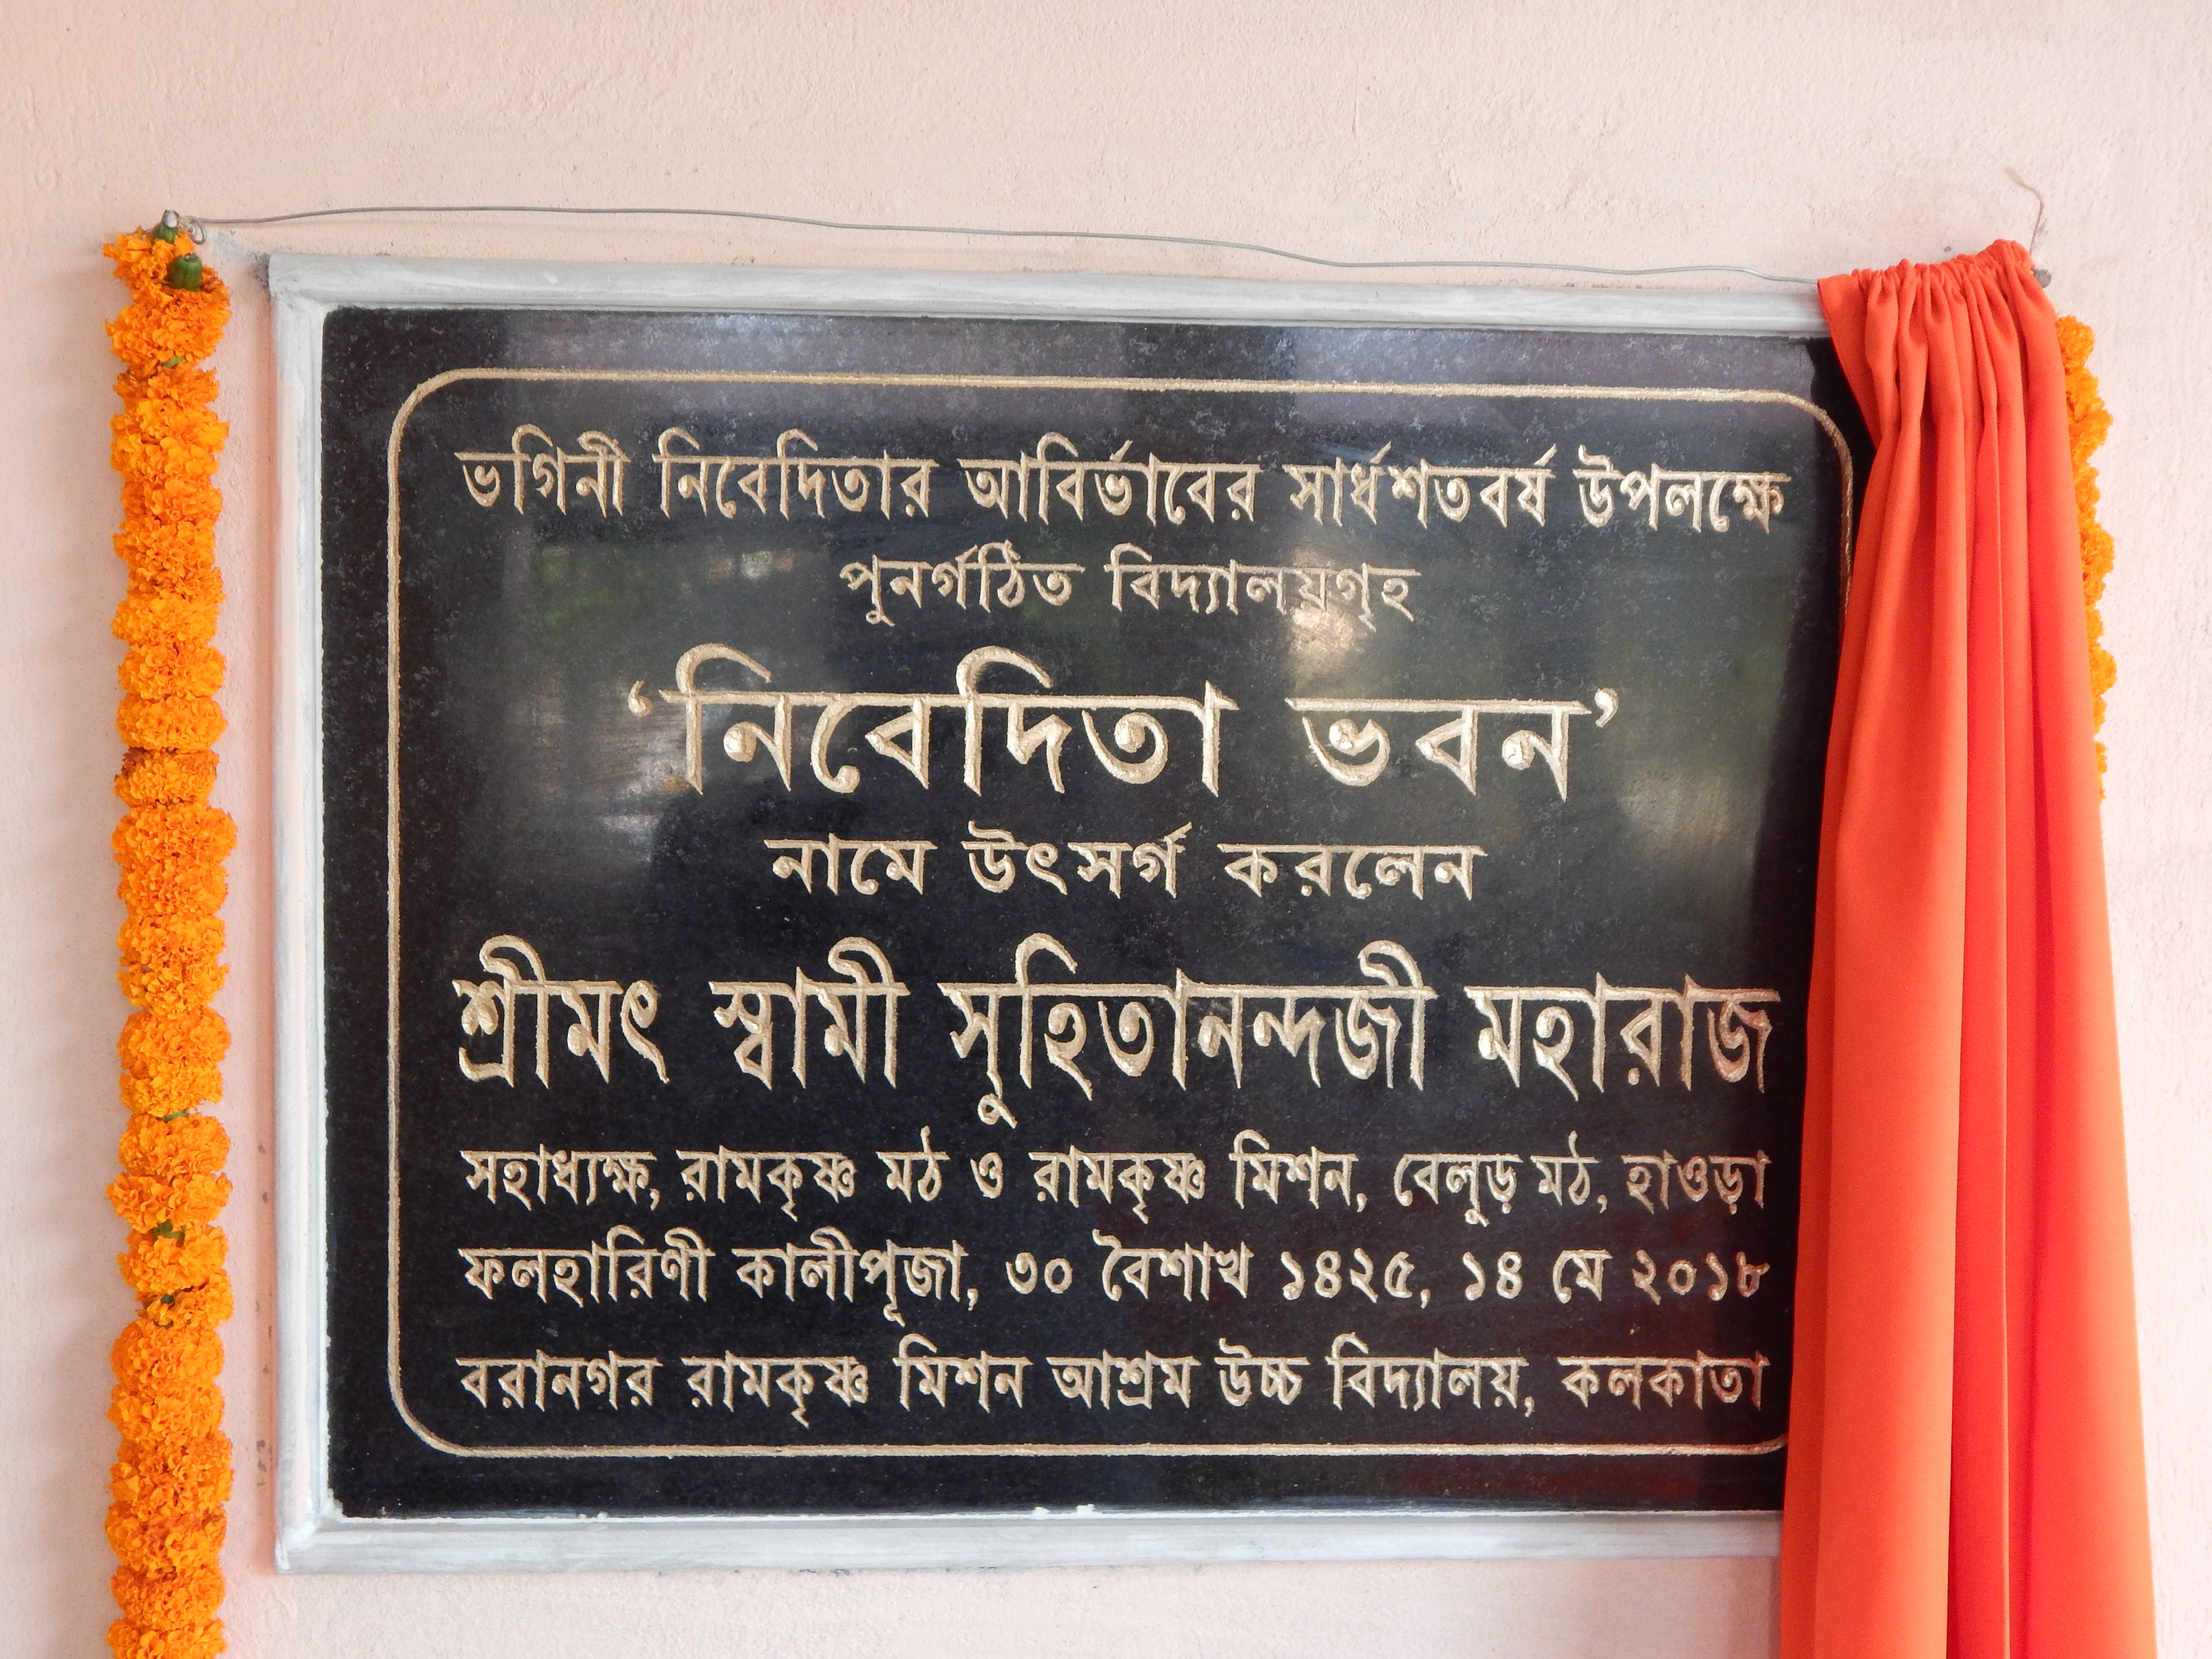 ভগিনী নিবেদিতার আবির্ভাবের সার্ধশতবর্ষ উপলক্ষে
পুনর্গঠিত বিদ্যালয়গৃহ
‘নিবেদিতা ভবন’
নামে উৎসর্গ করলেন
শ্রীমৎ স্বামী সুহিতানন্দজী মহারাজ
সহাধ্যক্ষ, রামকৃষ্ণ মঠ ও রামকৃষ্ণ মিশন, বেলুড় মঠ, হাওড়া
ফলহারিণী কালীপূজা, ৩০ বৈশাখ ১৪২৫, ১৪ মে ২০১৮
বরানগর রামকৃষ্ণ মিশন আশ্রম উচ্চ বিদ্যালয়, কলকাতা